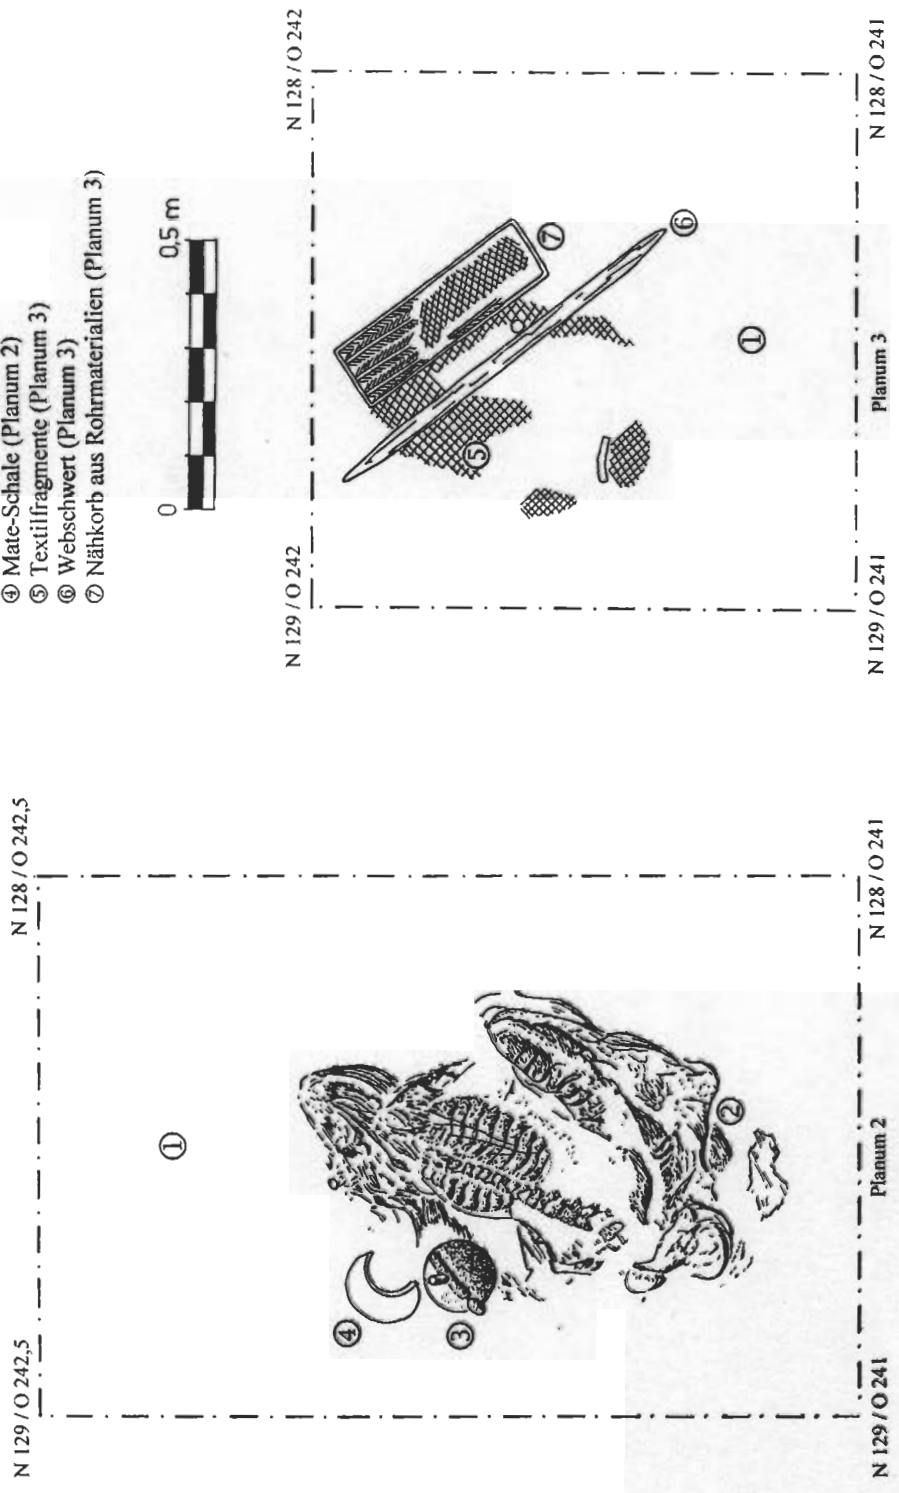 ④ Mate-Schale (Planum 2)
⑤ Textilfragmente (Planum 3)
⑥ Webschwert (Planum 3)
⑦ Nähkorb aus Rohrmaterialien (Planum 3)
0 0,5 m
N 129 / O 242,5 N 128 / O 242,5
①
④
③
②
N 129 / O 241 N 128 / O 241
Planum 2
N 129 / O 242 N 128 / O 242
⑦
⑥
⑤
①
N 129 / O 241 N 128 / O 241
Planum 3